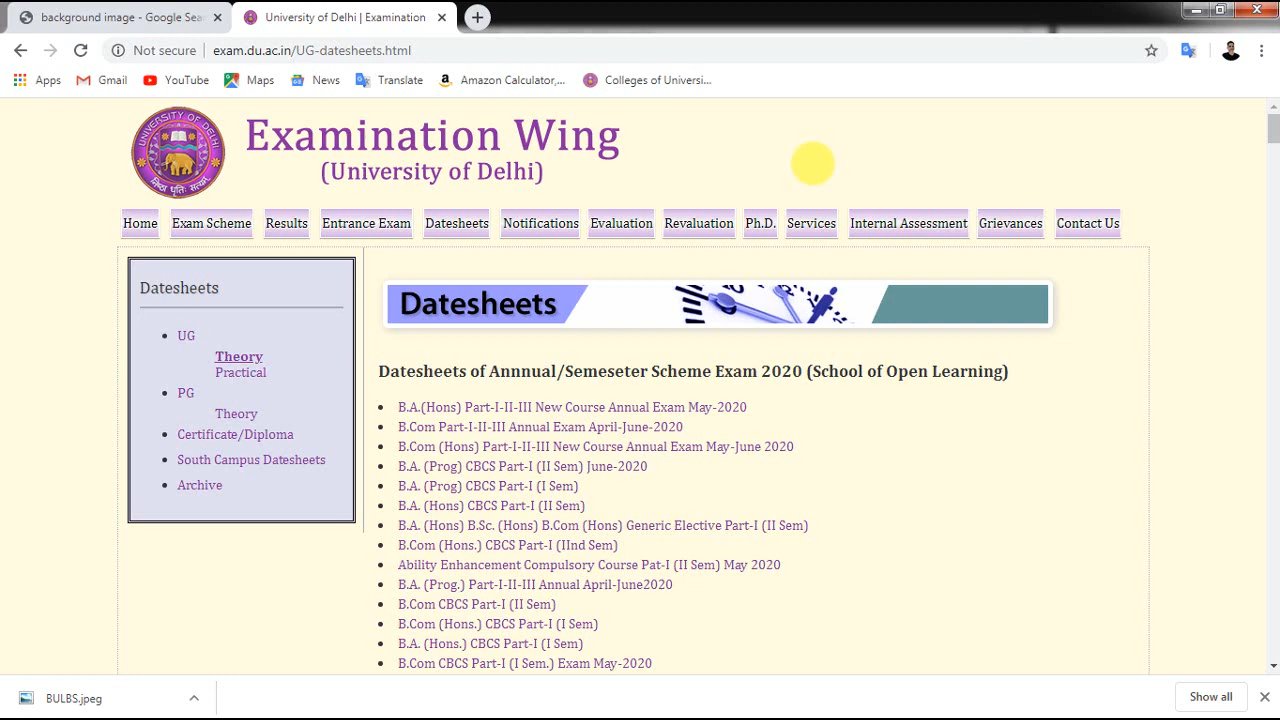 background image - Google Sear
University of Delhi | Examination
Not secure
exam.du.ac.in/UG-datesheets.html
Apps
Gmail
YouTube
Maps
News
Translate
Amazon Calculator,...
Colleges of Universi...
UNIVERSITY OF DELHI
निष्ठा धृतिः सत्यम्
Examination Wing
(University of Delhi)
Home
Exam Scheme
Results
Entrance Exam
Datesheets
Notifications
Evaluation
Revaluation
Ph.D.
Services
Internal Assessment
Grievances
Contact Us
Datesheets
UG
Theory
Practical
PG
Theory
Certificate/Diploma
South Campus Datesheets
Archive
Datesheets
Datesheets of Annnual/Semeseter Scheme Exam 2020 (School of Open Learning)
B.A.(Hons) Part-I-II-III New Course Annual Exam May-2020
B.Com Part-I-II-III Annual Exam April-June-2020
B.Com (Hons) Part-I-II-III New Course Annual Exam May-June 2020
B.A. (Prog) CBCS Part-I (II Sem) June-2020
B.A. (Prog) CBCS Part-I (I Sem)
B.A. (Hons) CBCS Part-I (II Sem)
B.A. (Hons) B.Sc. (Hons) B.Com (Hons) Generic Elective Part-I (II Sem)
B.Com (Hons.) CBCS Part-I (IInd Sem)
Ability Enhancement Compulsory Course Pat-I (II Sem) May 2020
B.A. (Prog.) Part-I-II-III Annual April-June2020
B.Com CBCS Part-I (II Sem)
B.Com (Hons.) CBCS Part-I (I Sem)
B.A. (Hons.) CBCS Part-I (I Sem)
B.Com CBCS Part-I (I Sem.) Exam May-2020
BULBS.jpeg
Show all